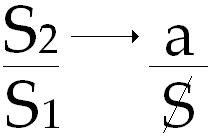 S2 → a
S1 $